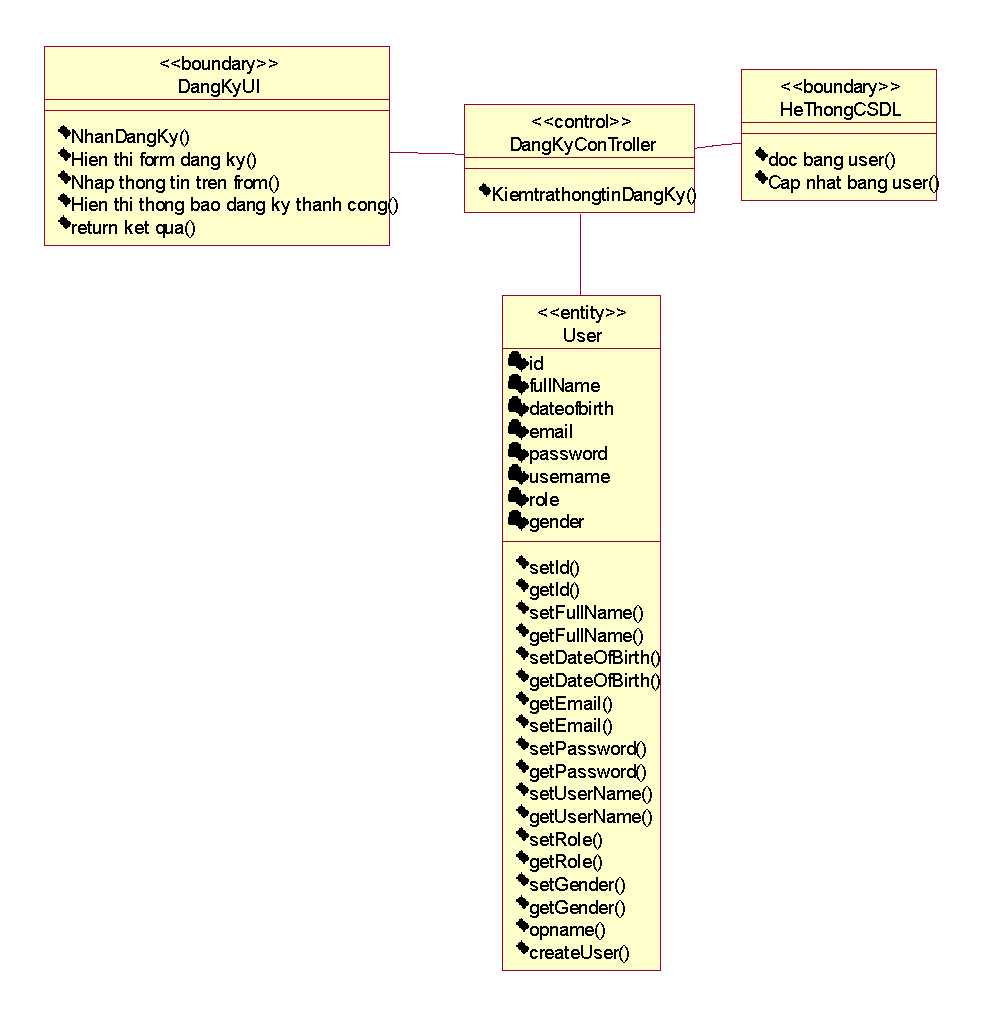 <<boundary>>
DangKyUI
NhanDangKy()
Hien thi form dang ky()
Nhap thong tin tren from()
Hien thi thong bao dang ky thanh cong()
return ket qua()
<<control>>
DangKyConTroller
KiemtrathongtinDangKy()
<<boundary>>
HeThongCSDL
doc bang user()
Cap nhat bang user()
<<entity>>
User
id
fullName
dateofbirth
email
password
username
role
gender
setId()
getId()
setFullName()
getFullName()
setDateOfBirth()
getDateOfBirth()
getEmail()
setEmail()
setPassword()
getPassword()
setUserName()
getUserName()
setRole()
getRole()
setGender()
getGender()
opname()
createUser()